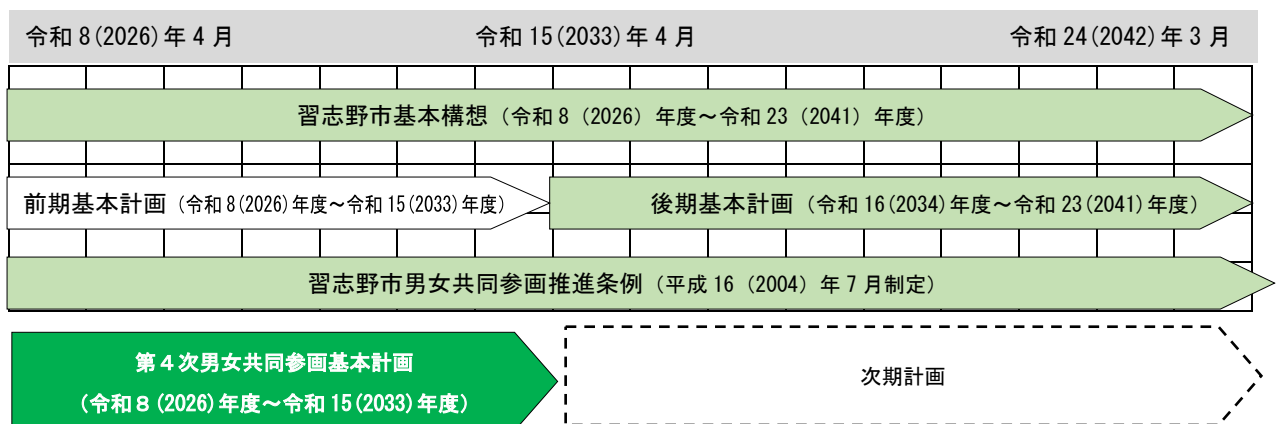 令和8(2026)年4月 令和15(2033)年4月 令和24(2042)年3月
習志野市基本構想（令和8（2026）年度～令和23（2041）年度）
前期基本計画（令和8(2026)年度～令和15(2033)年度） 後期基本計画（令和16(2034)年度～令和23(2041)年度）
習志野市男女共同参画推進条例（平成16（2004）年7月制定）
第４次男女共同参画基本計画
（令和８(2026)年度～令和15(2033)年度）
次期計画